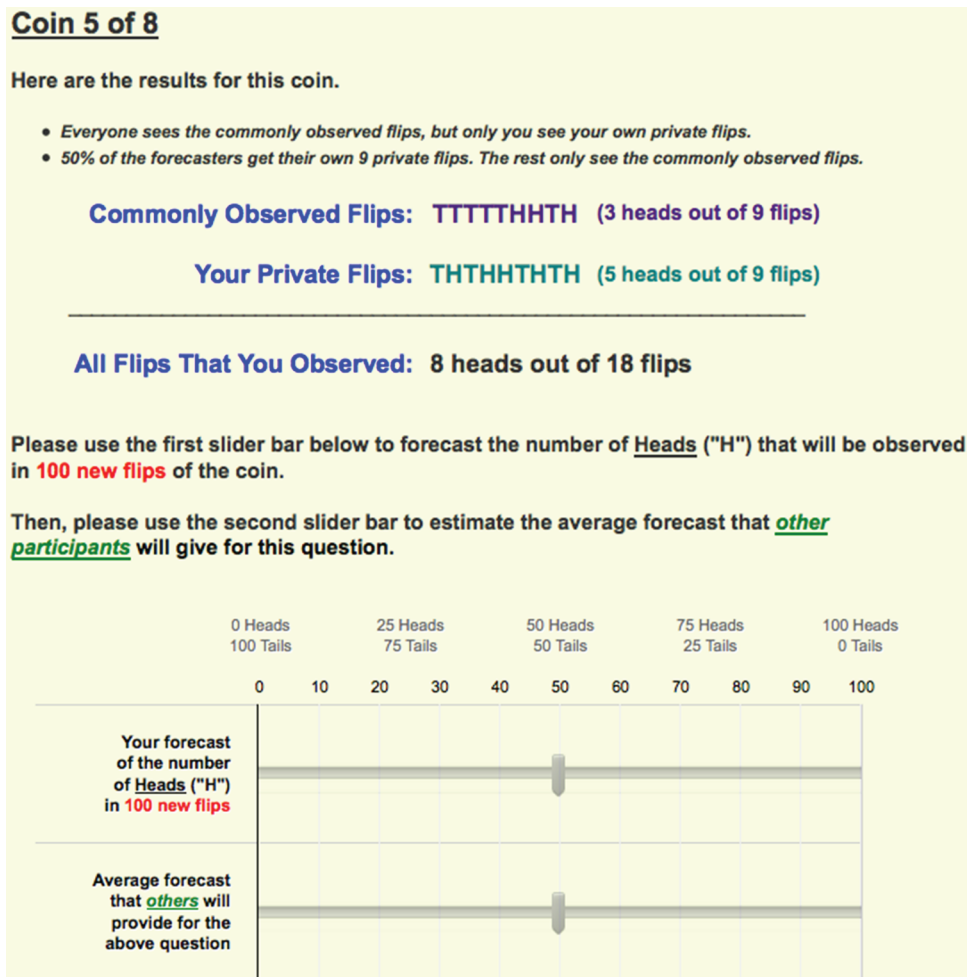 Coin 5 of 8
Here are the results for this coin.
• Everyone sees the commonly observed flips, but only you see your own private flips.
• 50% of the forecasters get their own 9 private flips. The rest only see the commonly observed flips.
Commonly Observed Flips: TTTTTHHTH (3 heads out of 9 flips)
Your Private Flips: THTHHTHTH (5 heads out of 9 flips)
All Flips That You Observed: 8 heads out of 18 flips
Please use the first slider bar below to forecast the number of Heads ("H") that will be observed
in 100 new flips of the coin.
Then, please use the second slider bar to estimate the average forecast that other
participants will give for this question.
0 Heads 25 Heads 50 Heads 75 Heads 100 Heads
100 Tails 75 Tails 50 Tails 25 Tails 0 Tails
0 10 20 30 40 50 60 70 80 90 100
Your forecast
of the number
of Heads ("H")
in 100 new flips
Average forecast
that others will
provide for the
above question